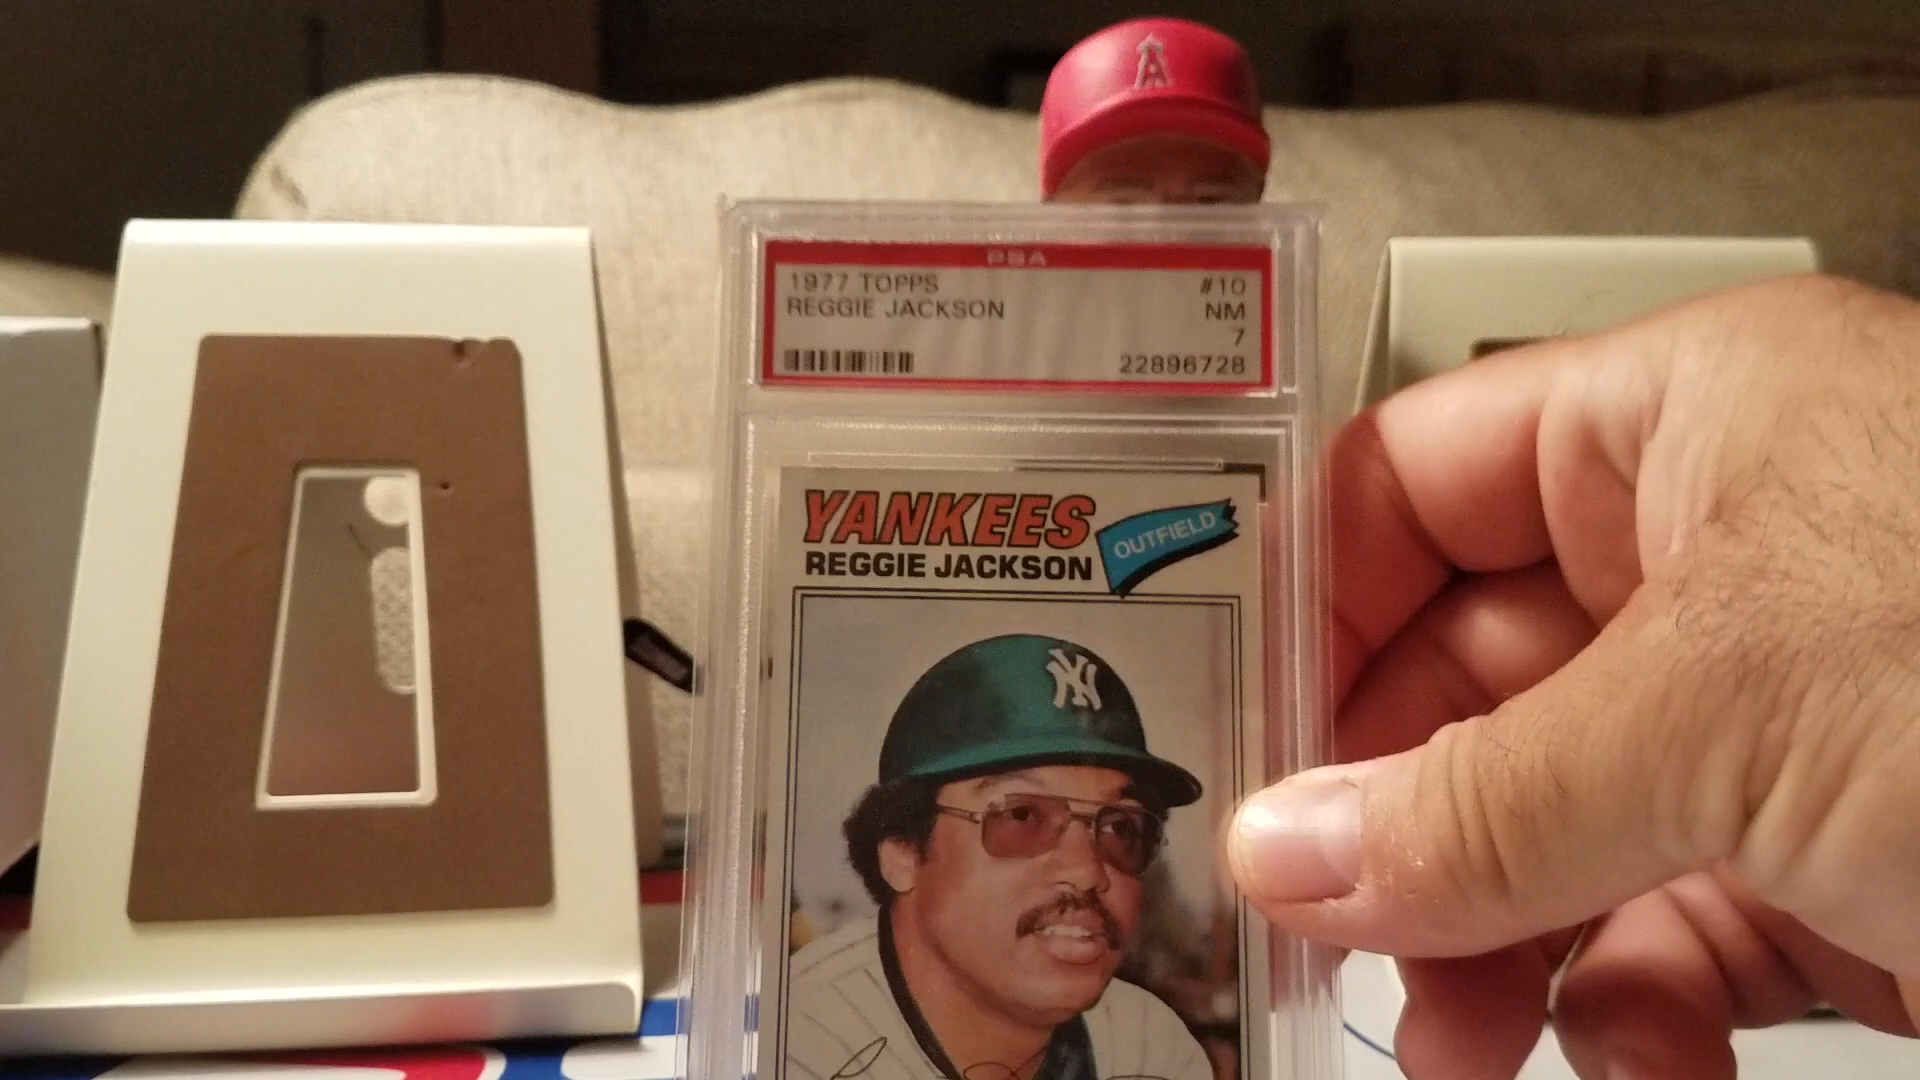 A
PSA
1977 TOPPS #10
REGGIE JACKSON NM
7
22896728
YANKEES
OUTFIELD
REGGIE JACKSON
NY